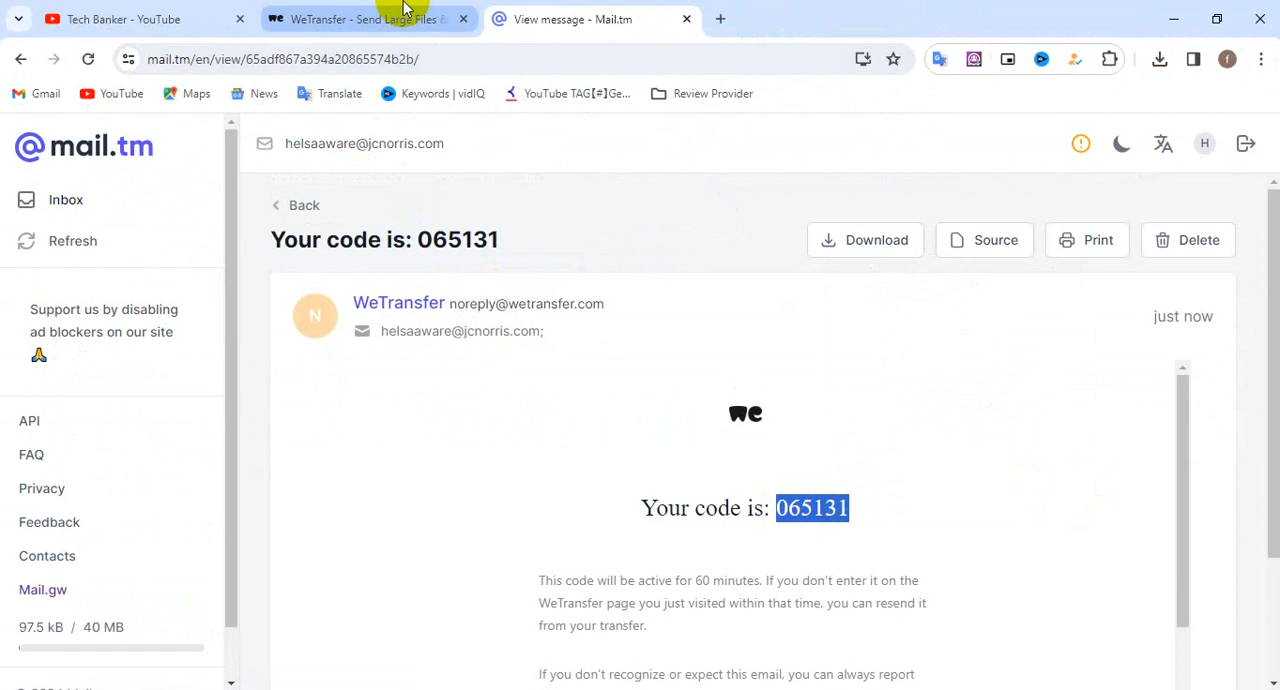 Tech Banker - YouTube
WeTransfer - Send Large Files &
View message - Mail.tm
mail.tm/en/view/65adf867a394a20865574b2b/
f
Gmail
YouTube
Maps
News
Translate
Keywords | vidIQ
YouTube TAG【#】Ge...
Review Provider
@mail.tm
helsaaware@jcnorris.com
H
Inbox
Refresh
Support us by disabling
ad blockers on our site
🙏
API
FAQ
Privacy
Feedback
Contacts
Mail.gw
97.5 kB / 40 MB
Back
Your code is: 065131
Download
Source
Print
Delete
N
WeTransfer noreply@wetransfer.com
helsaaware@jcnorris.com;
just now
we
Your code is: 065131
This code will be active for 60 minutes. If you don't enter it on the
WeTransfer page you just visited within that time, you can resend it
from your transfer.
If you don't recognize or expect this email, you can always report